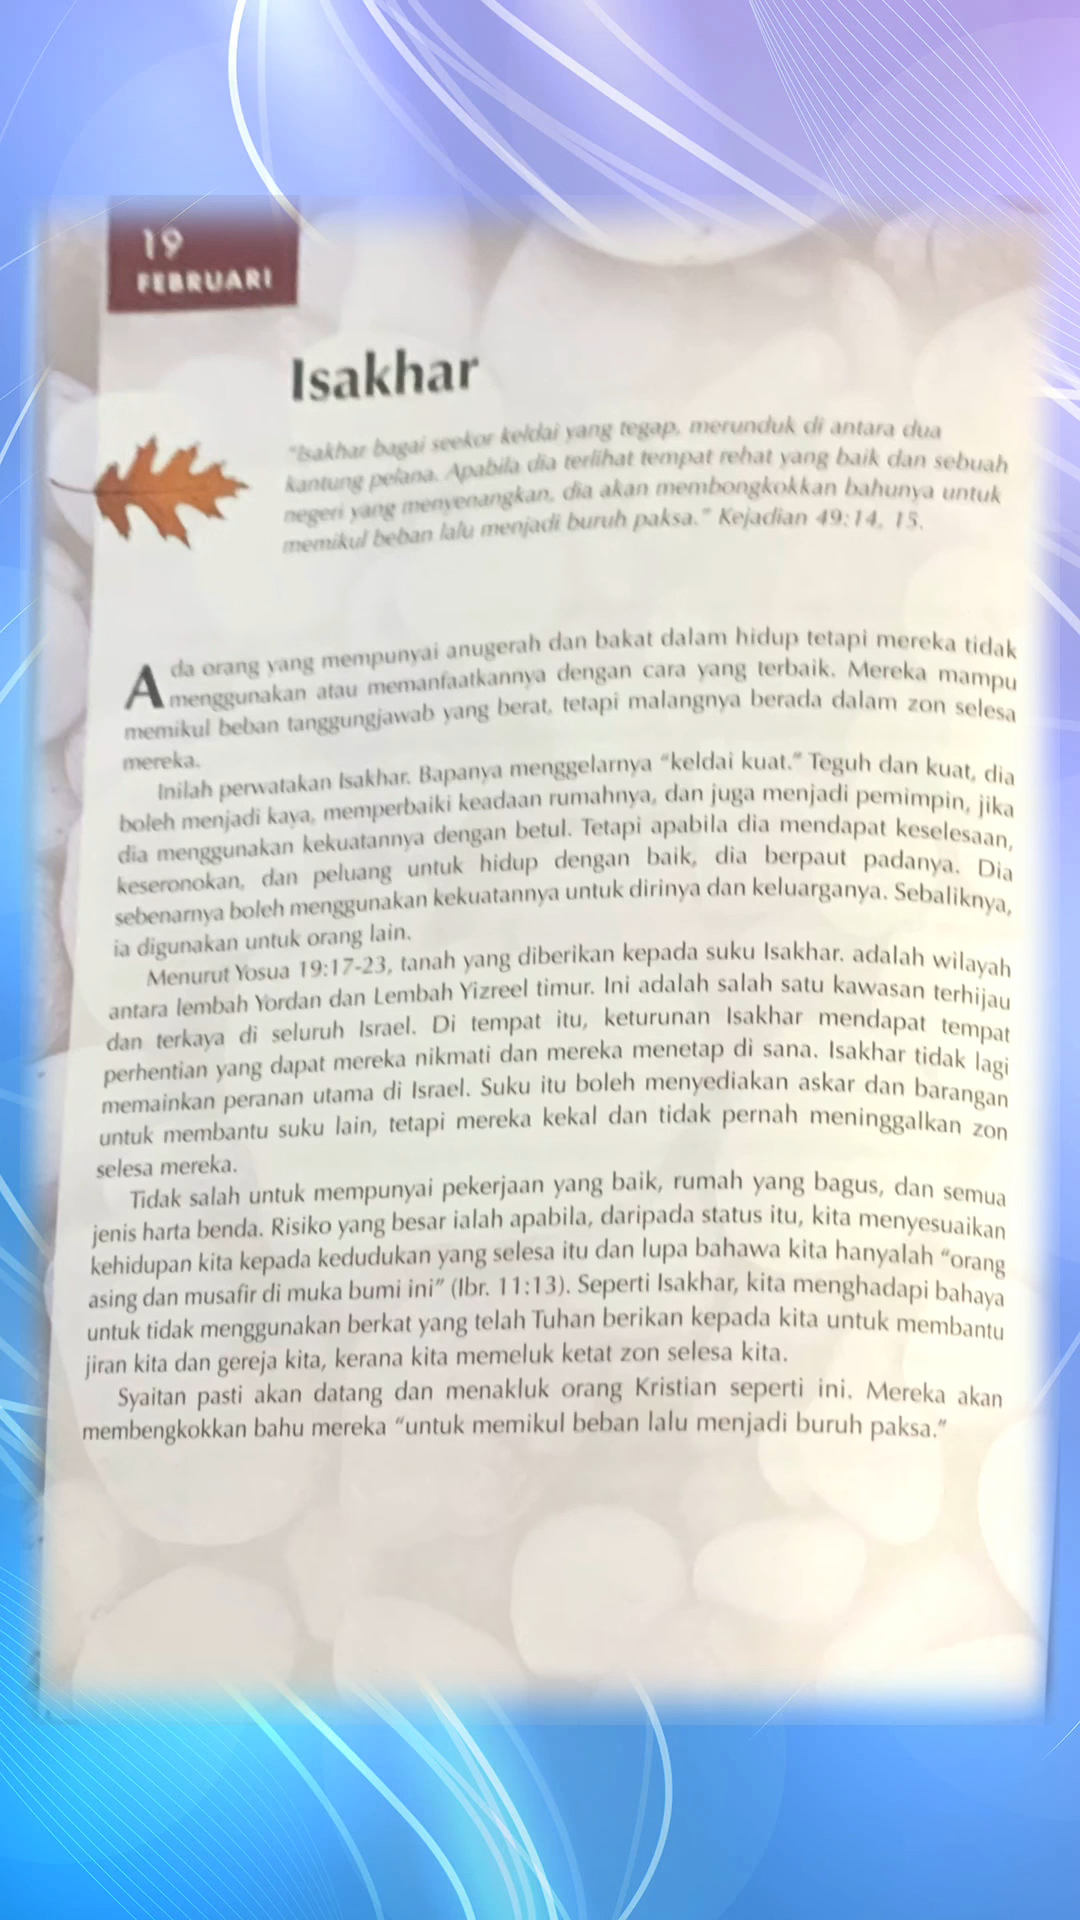 19
FEBRUARI
Isakhar
"Isakhar bagai seekor keldai yang tegap, merunduk di antara dua
kantung pelana. Apabila dia terlihat tempat rehat yang baik dan sebuah
negeri yang menyenangkan, dia akan membongkokkan bahunya untuk
memikul beban lalu menjadi buruh paksa." Kejadian 49:14, 15.
Ada orang yang mempunyai anugerah dan bakat dalam hidup tetapi mereka tidak
menggunakan atau memanfaatkannya dengan cara yang terbaik. Mereka mampu
memikul beban tanggungjawab yang berat, tetapi malangnya berada dalam zon selesa
mereka.
Inilah perwatakan Isakhar. Bapanya menggelarnya "keldai kuat." Teguh dan kuat, dia
boleh menjadi kaya, memperbaiki keadaan rumahnya, dan juga menjadi pemimpin, jika
dia menggunakan kekuatannya dengan betul. Tetapi apabila dia mendapat keselesaan,
keseronokan, dan peluang untuk hidup dengan baik, dia berpaut padanya. Dia
sebenarnya boleh menggunakan kekuatannya untuk dirinya dan keluarganya. Sebaliknya,
ia digunakan untuk orang lain.
Menurut Yosua 19:17-23, tanah yang diberikan kepada suku Isakhar. adalah wilayah
antara lembah Yordan dan Lembah Yizreel timur. Ini adalah salah satu kawasan terhijau
dan terkaya di seluruh Israel. Di tempat itu, keturunan Isakhar mendapat tempat
perhentian yang dapat mereka nikmati dan mereka menetap di sana. Isakhar tidak lagi
memainkan peranan utama di Israel. Suku itu boleh menyediakan askar dan barangan
untuk membantu suku lain, tetapi mereka kekal dan tidak pernah meninggalkan zon
selesa mereka.
Tidak salah untuk mempunyai pekerjaan yang baik, rumah yang bagus, dan semua
jenis harta benda. Risiko yang besar ialah apabila, daripada status itu, kita menyesuaikan
kehidupan kita kepada kedudukan yang selesa itu dan lupa bahawa kita hanyalah "orang
asing dan musafir di muka bumi ini" (Ibr. 11:13). Seperti Isakhar, kita menghadapi bahaya
untuk tidak menggunakan berkat yang telah Tuhan berikan kepada kita untuk membantu
jiran kita dan gereja kita, kerana kita memeluk ketat zon selesa kita.
Syaitan pasti akan datang dan menakluk orang Kristian seperti ini. Mereka akan
membengkokkan bahu mereka "untuk memikul beban lalu menjadi buruh paksa."